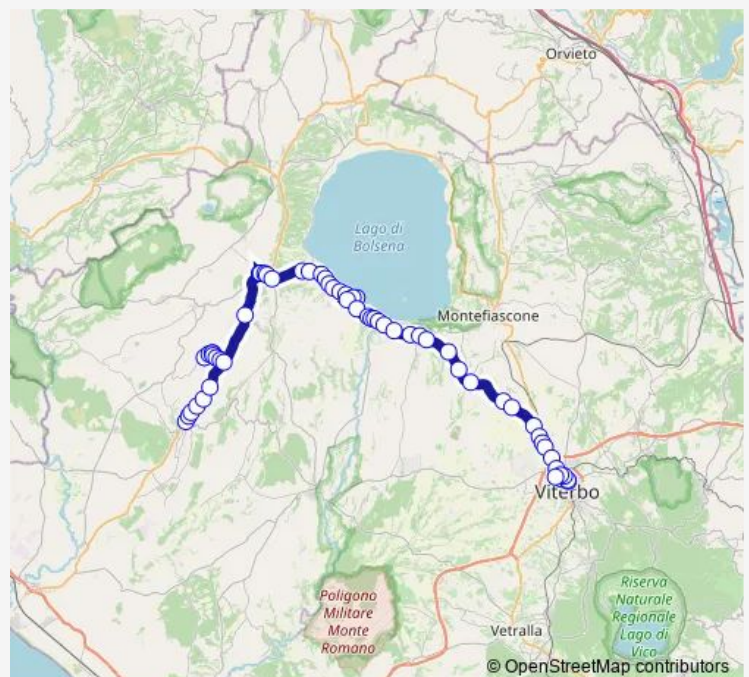 Orvieto
Lago di
Bolsena
Montefiascone
Viterbo
Poligono
Militare
Monte
Romano
Riserva
Naturale
Regionale
Lago di
Vico
Vetralla
© OpenStreetMap contributors